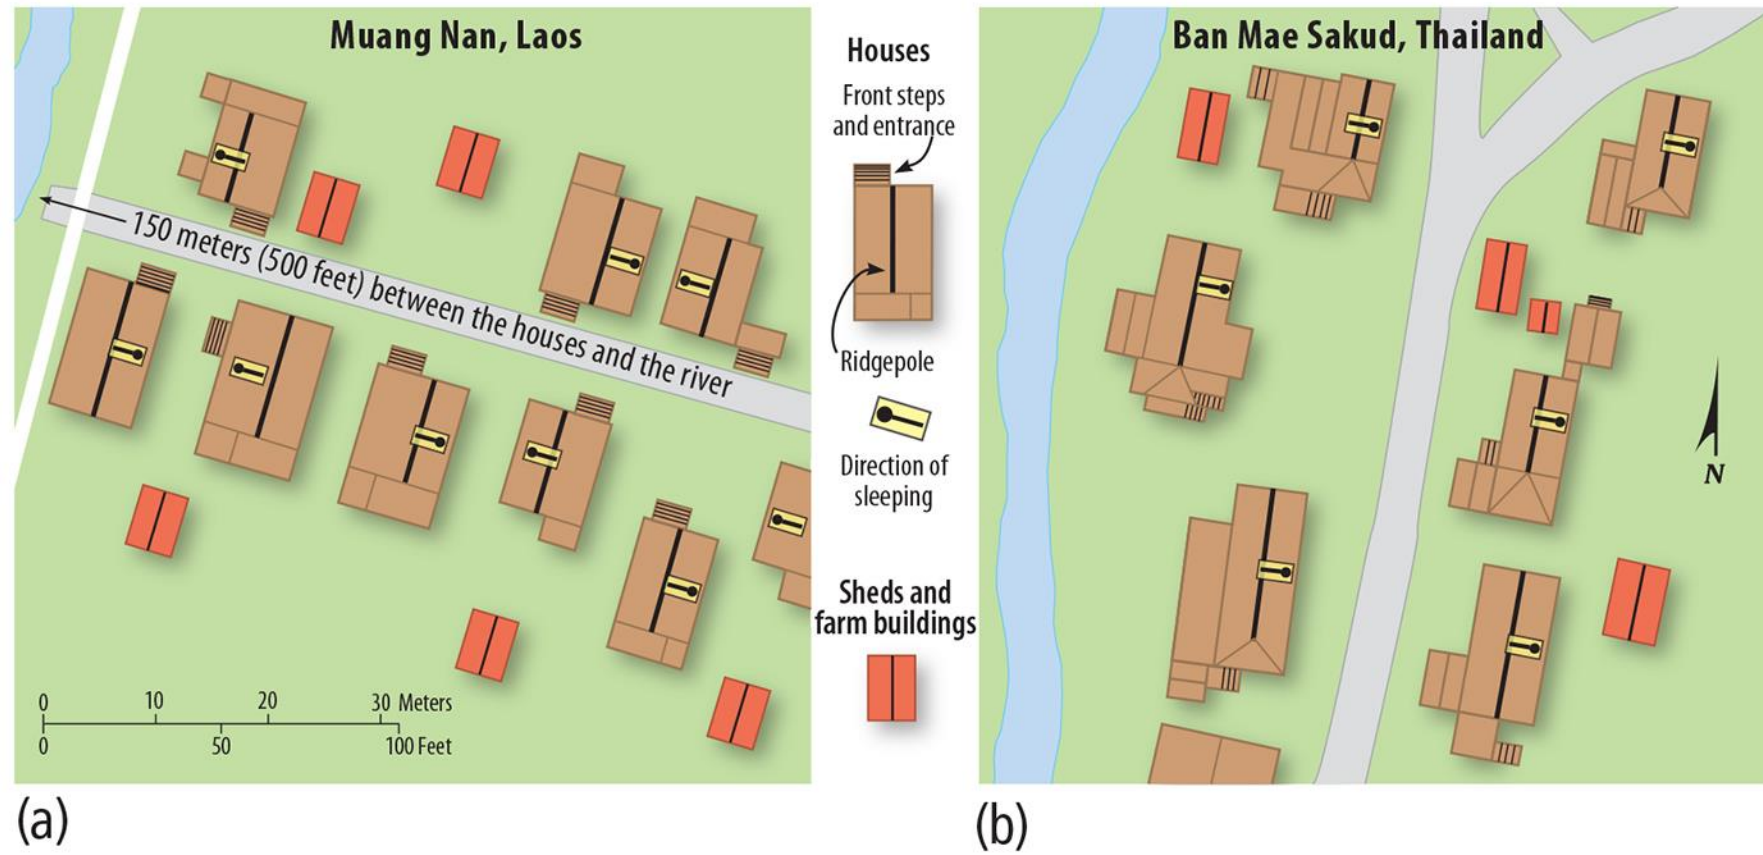 Muang Nan, Laos
150 meters (500 feet) between the houses and the river
0 10 20 30 Meters
0 50 100 Feet
(a)
Houses
Front steps
and entrance
Ridgepole
Direction of
sleeping
Sheds and
farm buildings
Ban Mae Sakud, Thailand
N
(b)